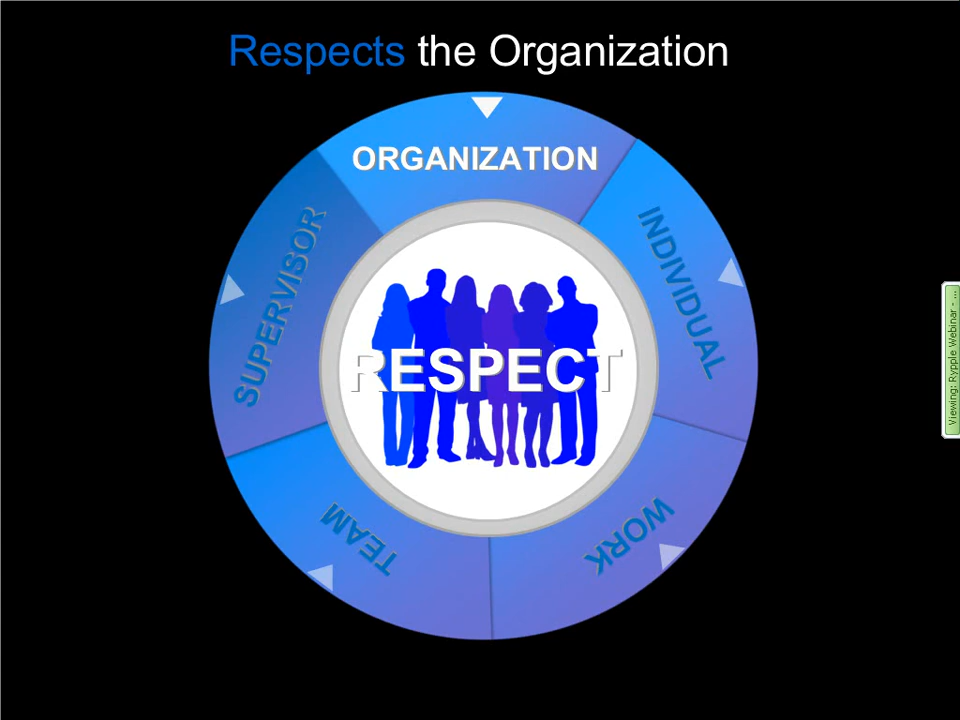 Respects the Organization
ORGANIZATION
INDIVIDUAL
SUPERVISOR
RESPECT
WORK
TEAM
Viewing: Rypple Webinar - ...